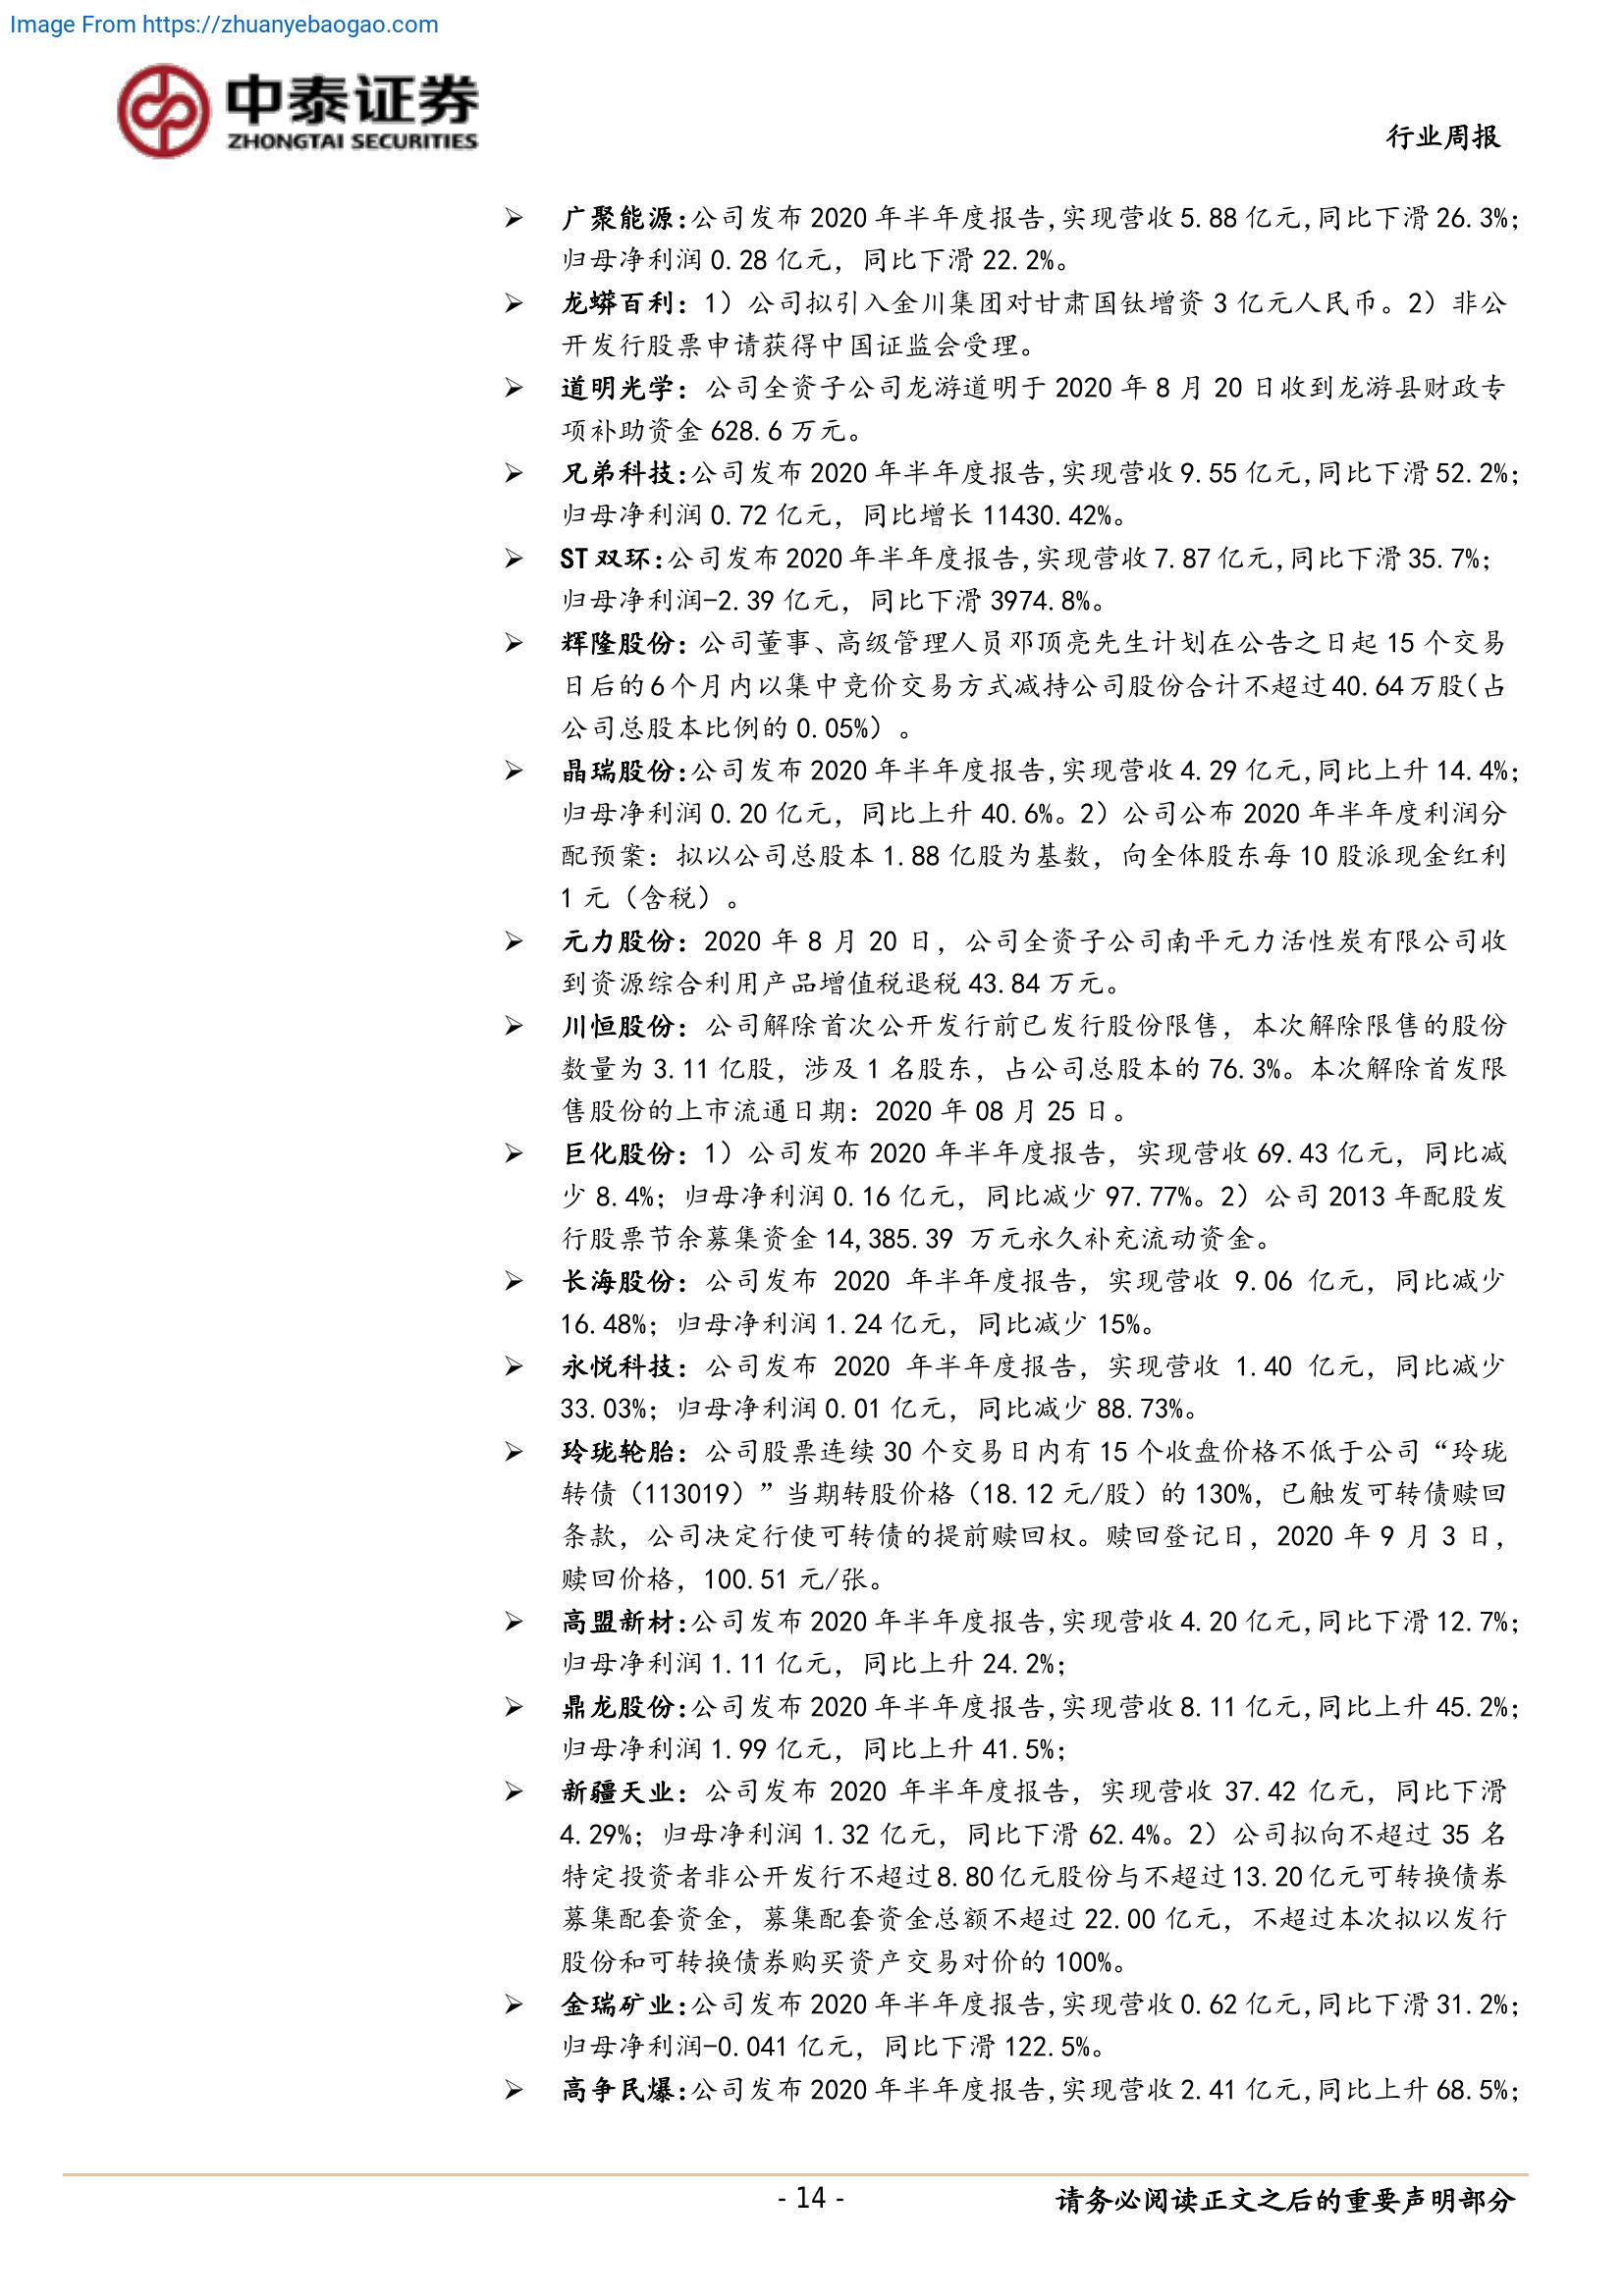 Image From https://zhuanyebaogao.com
中泰证券
ZHONGTAI SECURITIES
行业周报
➢ 广聚能源：公司发布 2020 年半年度报告，实现营收 5.88 亿元，同比下滑 26.3%；
归母净利润 0.28 亿元，同比下滑 22.2%。
➢ 龙蟒百利：1）公司拟引入金川集团对甘肃国钛增资 3 亿元人民币。2）非公
开发行股票申请获得中国证监会受理。
➢ 道明光学：公司全资子公司龙游道明于 2020 年 8 月 20 日收到龙游县财政专
项补助资金 628.6 万元。
➢ 兄弟科技：公司发布 2020 年半年度报告，实现营收 9.55 亿元，同比下滑 52.2%；
归母净利润 0.72 亿元，同比增长 11430.42%。
➢ ST 双环：公司发布 2020 年半年度报告，实现营收 7.87 亿元，同比下滑 35.7%；
归母净利润-2.39 亿元，同比下滑 3974.8%。
➢ 辉隆股份：公司董事、高级管理人员邓顶亮先生计划在公告之日起 15 个交易
日后的 6 个月内以集中竞价交易方式减持公司股份合计不超过 40.64 万股（占
公司总股本比例的 0.05%）。
➢ 晶瑞股份：公司发布 2020 年半年度报告，实现营收 4.29 亿元，同比上升 14.4%；
归母净利润 0.20 亿元，同比上升 40.6%。2）公司公布 2020 年半年度利润分
配预案：拟以公司总股本 1.88 亿股为基数，向全体股东每 10 股派现金红利
1 元（含税）。
➢ 元力股份：2020 年 8 月 20 日，公司全资子公司南平元力活性炭有限公司收
到资源综合利用产品增值税退税 43.84 万元。
➢ 川恒股份：公司解除首次公开发行前已发行股份限售，本次解除限售的股份
数量为 3.11 亿股，涉及 1 名股东，占公司总股本的 76.3%。本次解除首发限
售股份的上市流通日期：2020 年 08 月 25 日。
➢ 巨化股份：1）公司发布 2020 年半年度报告，实现营收 69.43 亿元，同比减
少 8.4%；归母净利润 0.16 亿元，同比减少 97.77%。2）公司 2013 年配股发
行股票节余募集资金 14,385.39 万元永久补充流动资金。
➢ 长海股份：公司发布 2020 年半年度报告，实现营收 9.06 亿元，同比减少
16.48%；归母净利润 1.24 亿元，同比减少 15%。
➢ 永悦科技：公司发布 2020 年半年度报告，实现营收 1.40 亿元，同比减少
33.03%；归母净利润 0.01 亿元，同比减少 88.73%。
➢ 玲珑轮胎：公司股票连续 30 个交易日内有 15 个收盘价格不低于公司“玲珑
转债（113019）”当期转股价格（18.12 元/股）的 130%，已触发可转债赎回
条款，公司决定行使可转债的提前赎回权。赎回登记日，2020 年 9 月 3 日，
赎回价格，100.51 元/张。
➢ 高盟新材：公司发布 2020 年半年度报告，实现营收 4.20 亿元，同比下滑 12.7%；
归母净利润 1.11 亿元，同比上升 24.2%；
➢ 鼎龙股份：公司发布 2020 年半年度报告，实现营收 8.11 亿元，同比上升 45.2%；
归母净利润 1.99 亿元，同比上升 41.5%；
➢ 新疆天业：公司发布 2020 年半年度报告，实现营收 37.42 亿元，同比下滑
4.29%；归母净利润 1.32 亿元，同比下滑 62.4%。2）公司拟向不超过 35 名
特定投资者非公开发行不超过 8.80 亿元股份与不超过 13.20 亿元可转换债券
募集配套资金，募集配套资金总额不超过 22.00 亿元，不超过本次拟以发行
股份和可转换债券购买资产交易对价的 100%。
➢ 金瑞矿业：公司发布 2020 年半年度报告，实现营收 0.62 亿元，同比下滑 31.2%；
归母净利润-0.041 亿元，同比下滑 122.5%。
➢ 高争民爆：公司发布 2020 年半年度报告，实现营收 2.41 亿元，同比上升 68.5%；
- 14 -
请务必阅读正文之后的重要声明部分